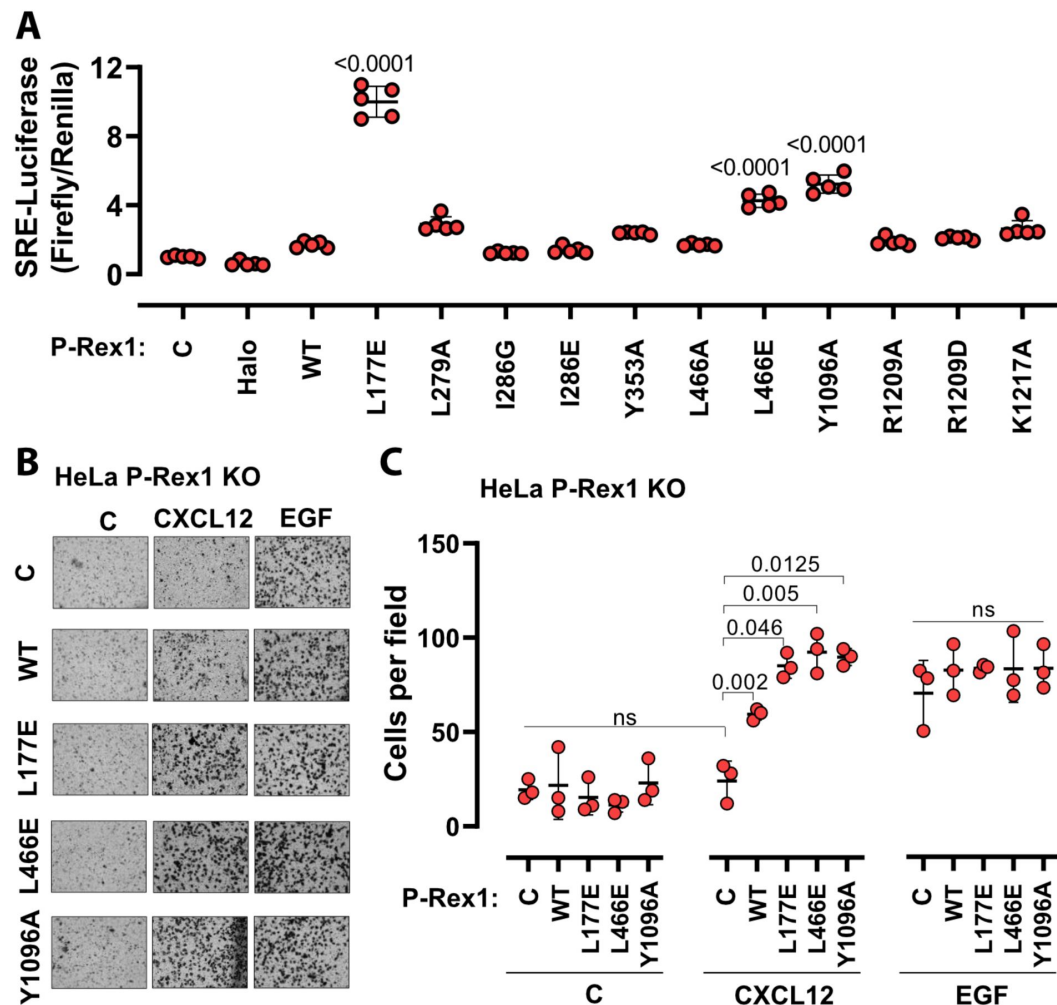 A
SRE-Luciferase
(Firefly/Renilla)
12
8
4
0
<0.0001
<0.0001
<0.0001
P-Rex1:
C
Halo
WT
L177E
L279A
I286G
I286E
Y353A
L466A
L466E
Y1096A
R1209A
R1209D
K1217A
B
HeLa P-Rex1 KO
C CXCL12 EGF
C
WT
L177E
L466E
Y1096A
C
HeLa P-Rex1 KO
Cells per field
150
100
50
0
ns
0.0125
0.005
0.046
0.002
ns
P-Rex1:
C
WT
L177E
L466E
Y1096A
C
WT
L177E
L466E
Y1096A
C
WT
L177E
L466E
Y1096A
C CXCL12 EGF